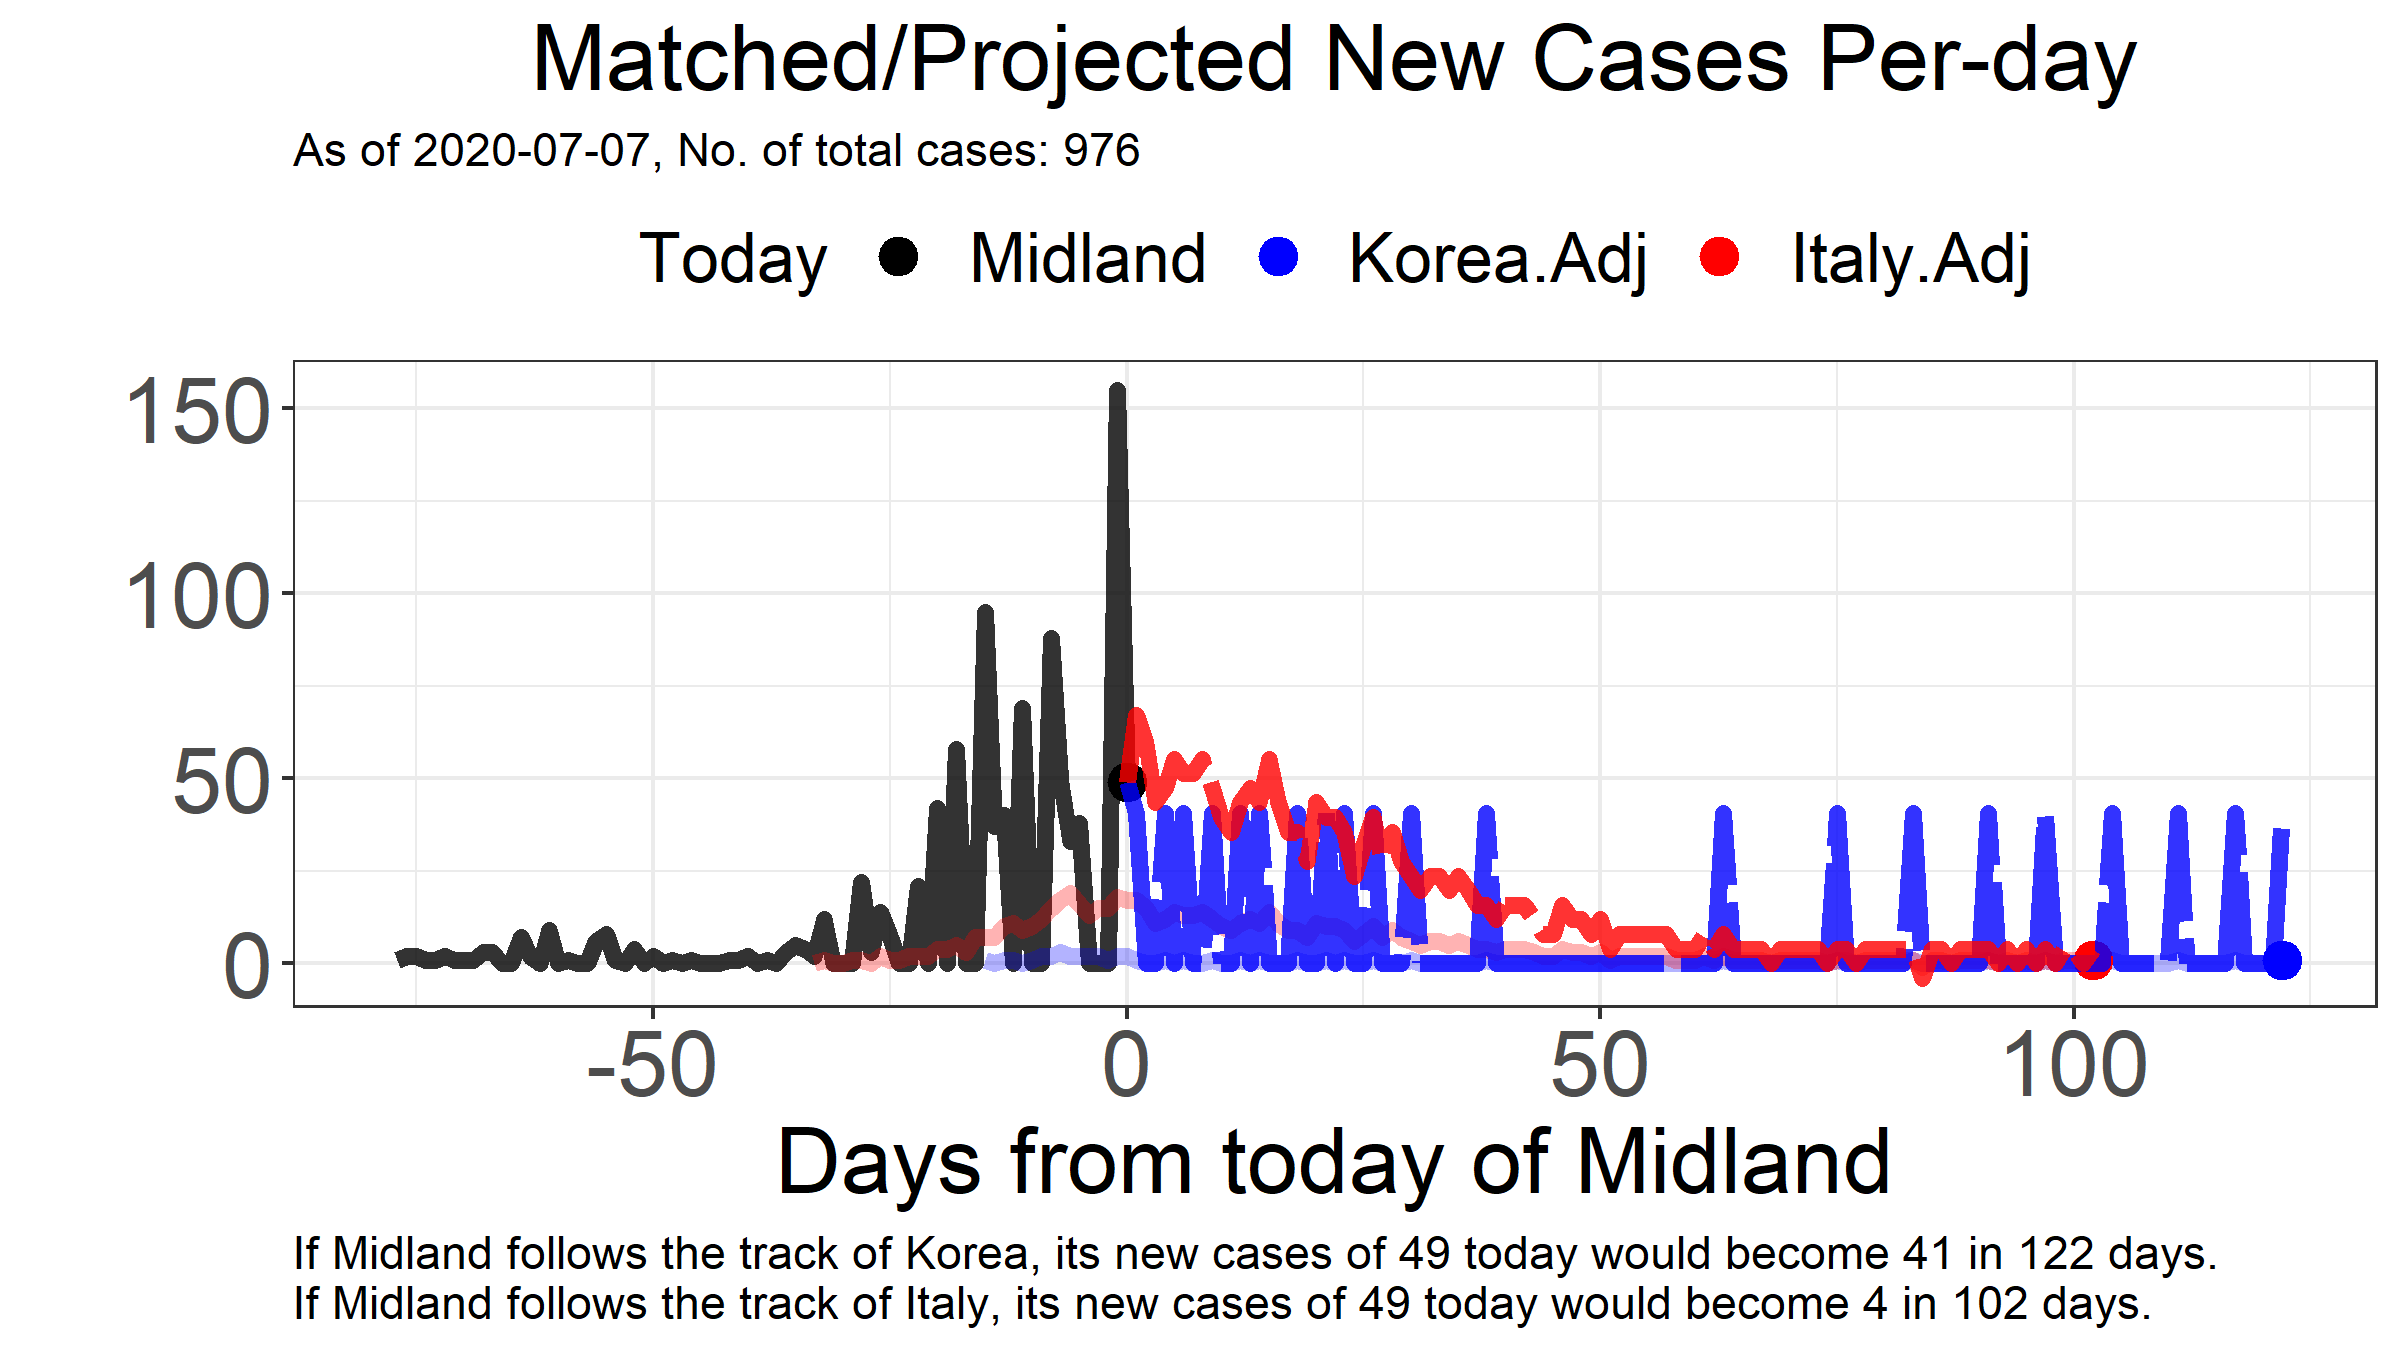 Matched/Projected New Cases Per-day
As of 2020-07-07, No. of total cases: 976
Today Midland Korea.Adj Italy.Adj
150
100
50
0
-50 0 50 100
Days from today of Midland
If Midland follows the track of Korea, its new cases of 49 today would become 41 in 122 days.
If Midland follows the track of Italy, its new cases of 49 today would become 4 in 102 days.